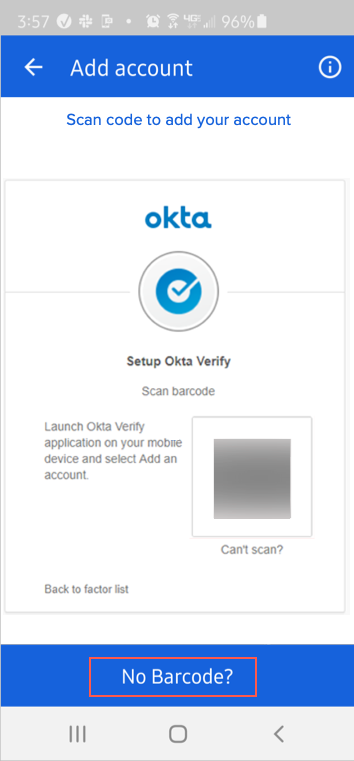 3:57 4GE 96%
Add account
Scan code to add your account
okta
Setup Okta Verify
Scan barcode
Launch Okta Verify
application on your mobile
device and select Add an
account.
Can't scan?
Back to factor list
No Barcode?